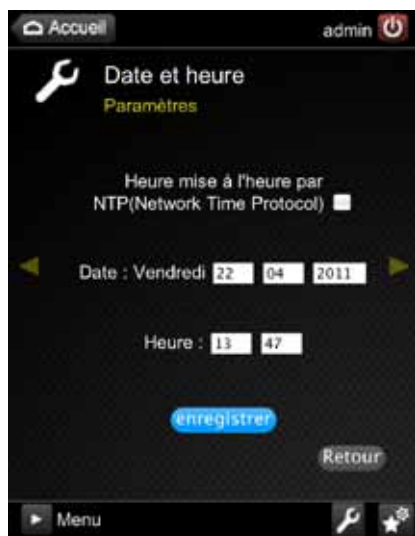 Accueil
admin
Date et heure
Paramètres
Heure mise à l'heure par
NTP(Network Time Protocol)
Date : Vendredi 22 04 2011
Heure : 13 47
enregistrer
Retour
Menu